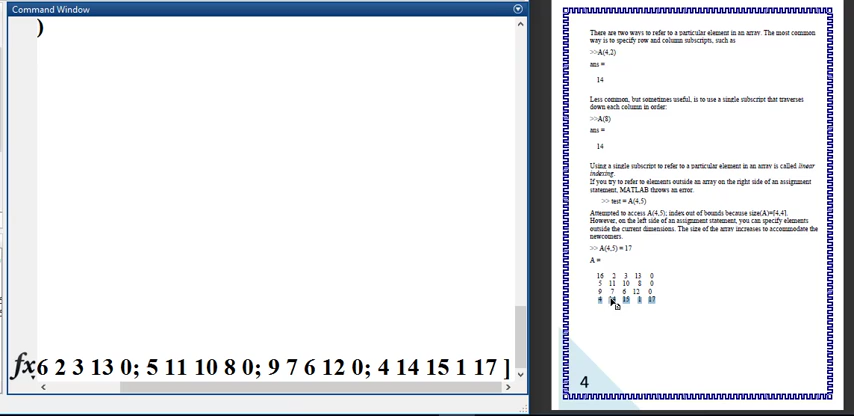 Command Window
)
fx 6 2 3 13 0; 5 11 10 8 0; 9 7 6 12 0; 4 14 15 1 17 ]
There are two ways to refer to a particular element in an array. The most common
way is to specify row and column subscripts, such as
>>A(4,2)
ans =
14
Less common, but sometimes useful, is to use a single subscript that traverses
down each column in order:
>>A(8)
ans =
14
Using a single subscript to refer to a particular element in an array is called linear
indexing.
If you try to refer to elements outside an array on the right side of an assignment
statement, MATLAB throws an error.
>> test = A(4,5)
Attempted to access A(4,5); index out of bounds because size(A)=[4,4].
However, on the left side of an assignment statement, you can specify elements
outside the current dimensions. The size of the array increases to accommodate the
newcomers.
>> A(4,5) = 17
A =
16 2 3 13 0
5 11 10 8 0
9 7 6 12 0
4 15 1 17
4